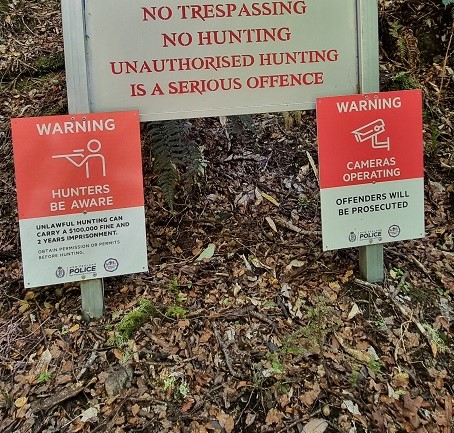 NO TRESPASSING
NO HUNTING
UNAUTHORISED HUNTING
IS A SERIOUS OFFENCE
WARNING
HUNTERS
BE AWARE
UNLAWFUL HUNTING CAN
CARRY A $100,000 FINE AND
2 YEARS IMPRISONMENT.
OBTAIN PERMISSION OR PERMITS
BEFORE HUNTING.
POLICE
WARNING
CAMERAS
OPERATING
OFFENDERS WILL
BE PROSECUTED
POLICE